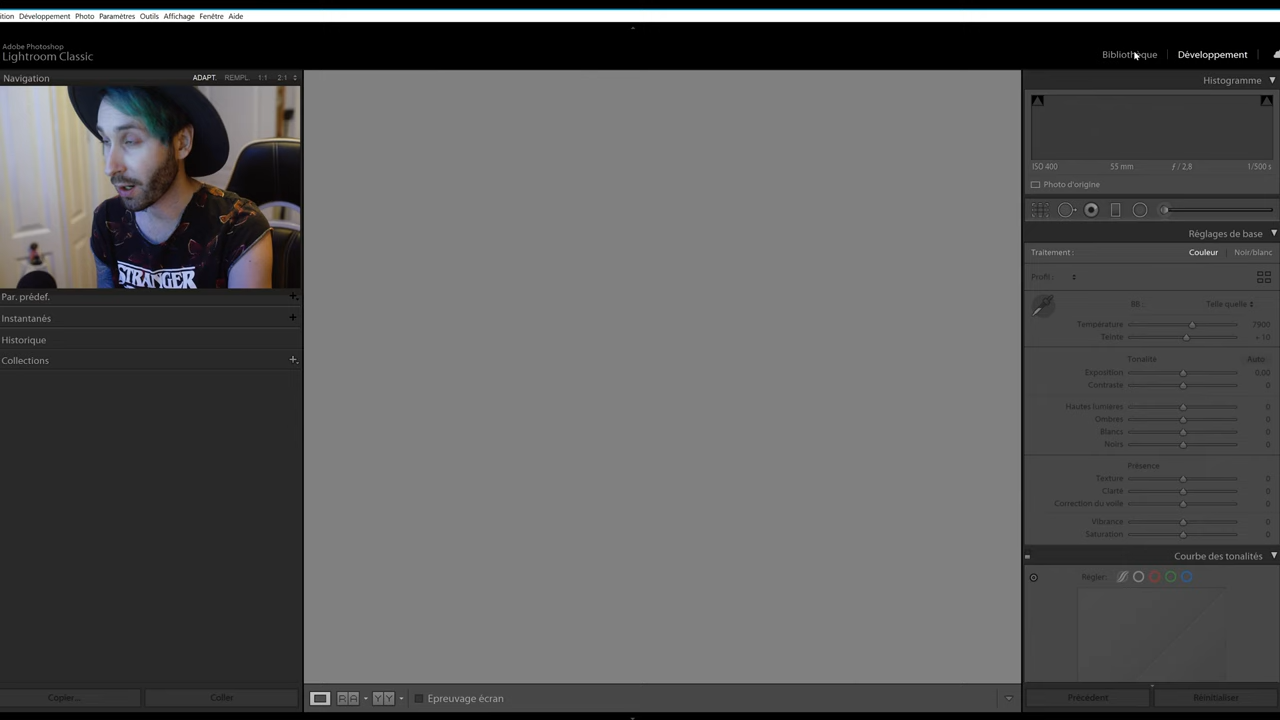 ition Développement Photo Paramètres Outils Affichage Fenêtre Aide
Adobe Photoshop
Lightroom Classic
Bibliothèque | Développement |
Navigation ADAPT. REMPL. 1:1 2:1
Histogramme
ISO 400 55 mm ƒ / 2,8 1/500 s
Photo d'origine
Réglages de base
Traitement : Couleur Noir/blanc
Profil :
BB : Telle quelle
Température 7900
Teinte + 10
Tonalité Auto
Exposition 0,00
Contraste 0
Hautes lumières 0
Ombres 0
Blancs 0
Noirs 0
Présence
Texture 0
Clarté 0
Correction du voile 0
Vibrance 0
Saturation 0
Courbe des tonalités
Régler :
STRANGER
Par. prédéf.
Instantanés
Historique
Collections
Copier... Coller
Epreuvage écran
Précédent Réinitialiser